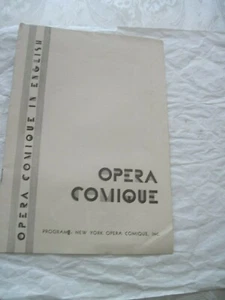 OPERA COMIQUE IN ENGLISH
OPERA
COMIQUE
PROGRAMS, NEW YORK OPERA COMIQUE, INC.